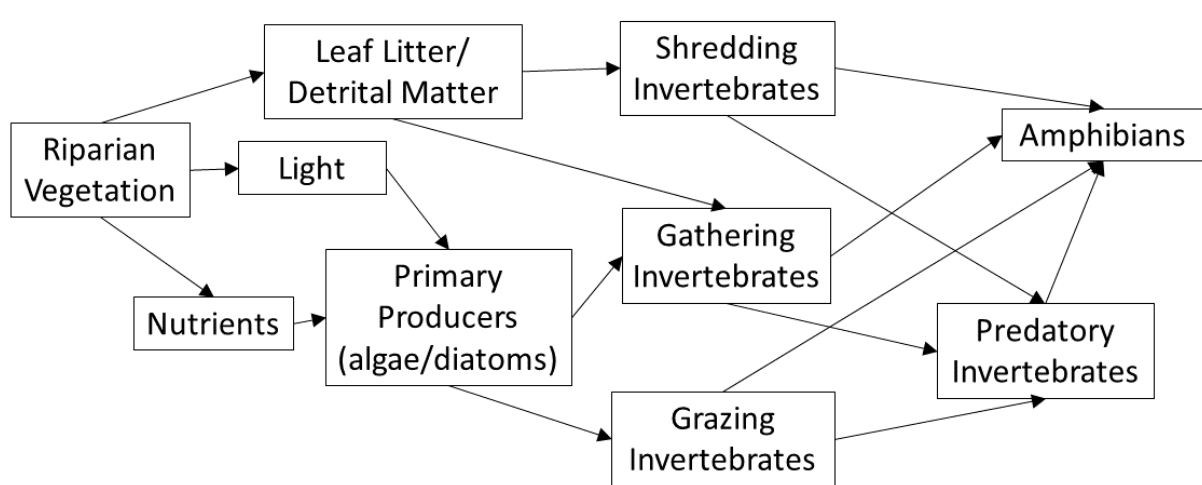 Leaf Litter/
Detrital Matter
Shredding
Invertebrates
Amphibians
Riparian
Vegetation
Light
Gathering
Invertebrates
Nutrients
Primary
Producers
(algae/diatoms)
Predatory
Invertebrates
Grazing
Invertebrates